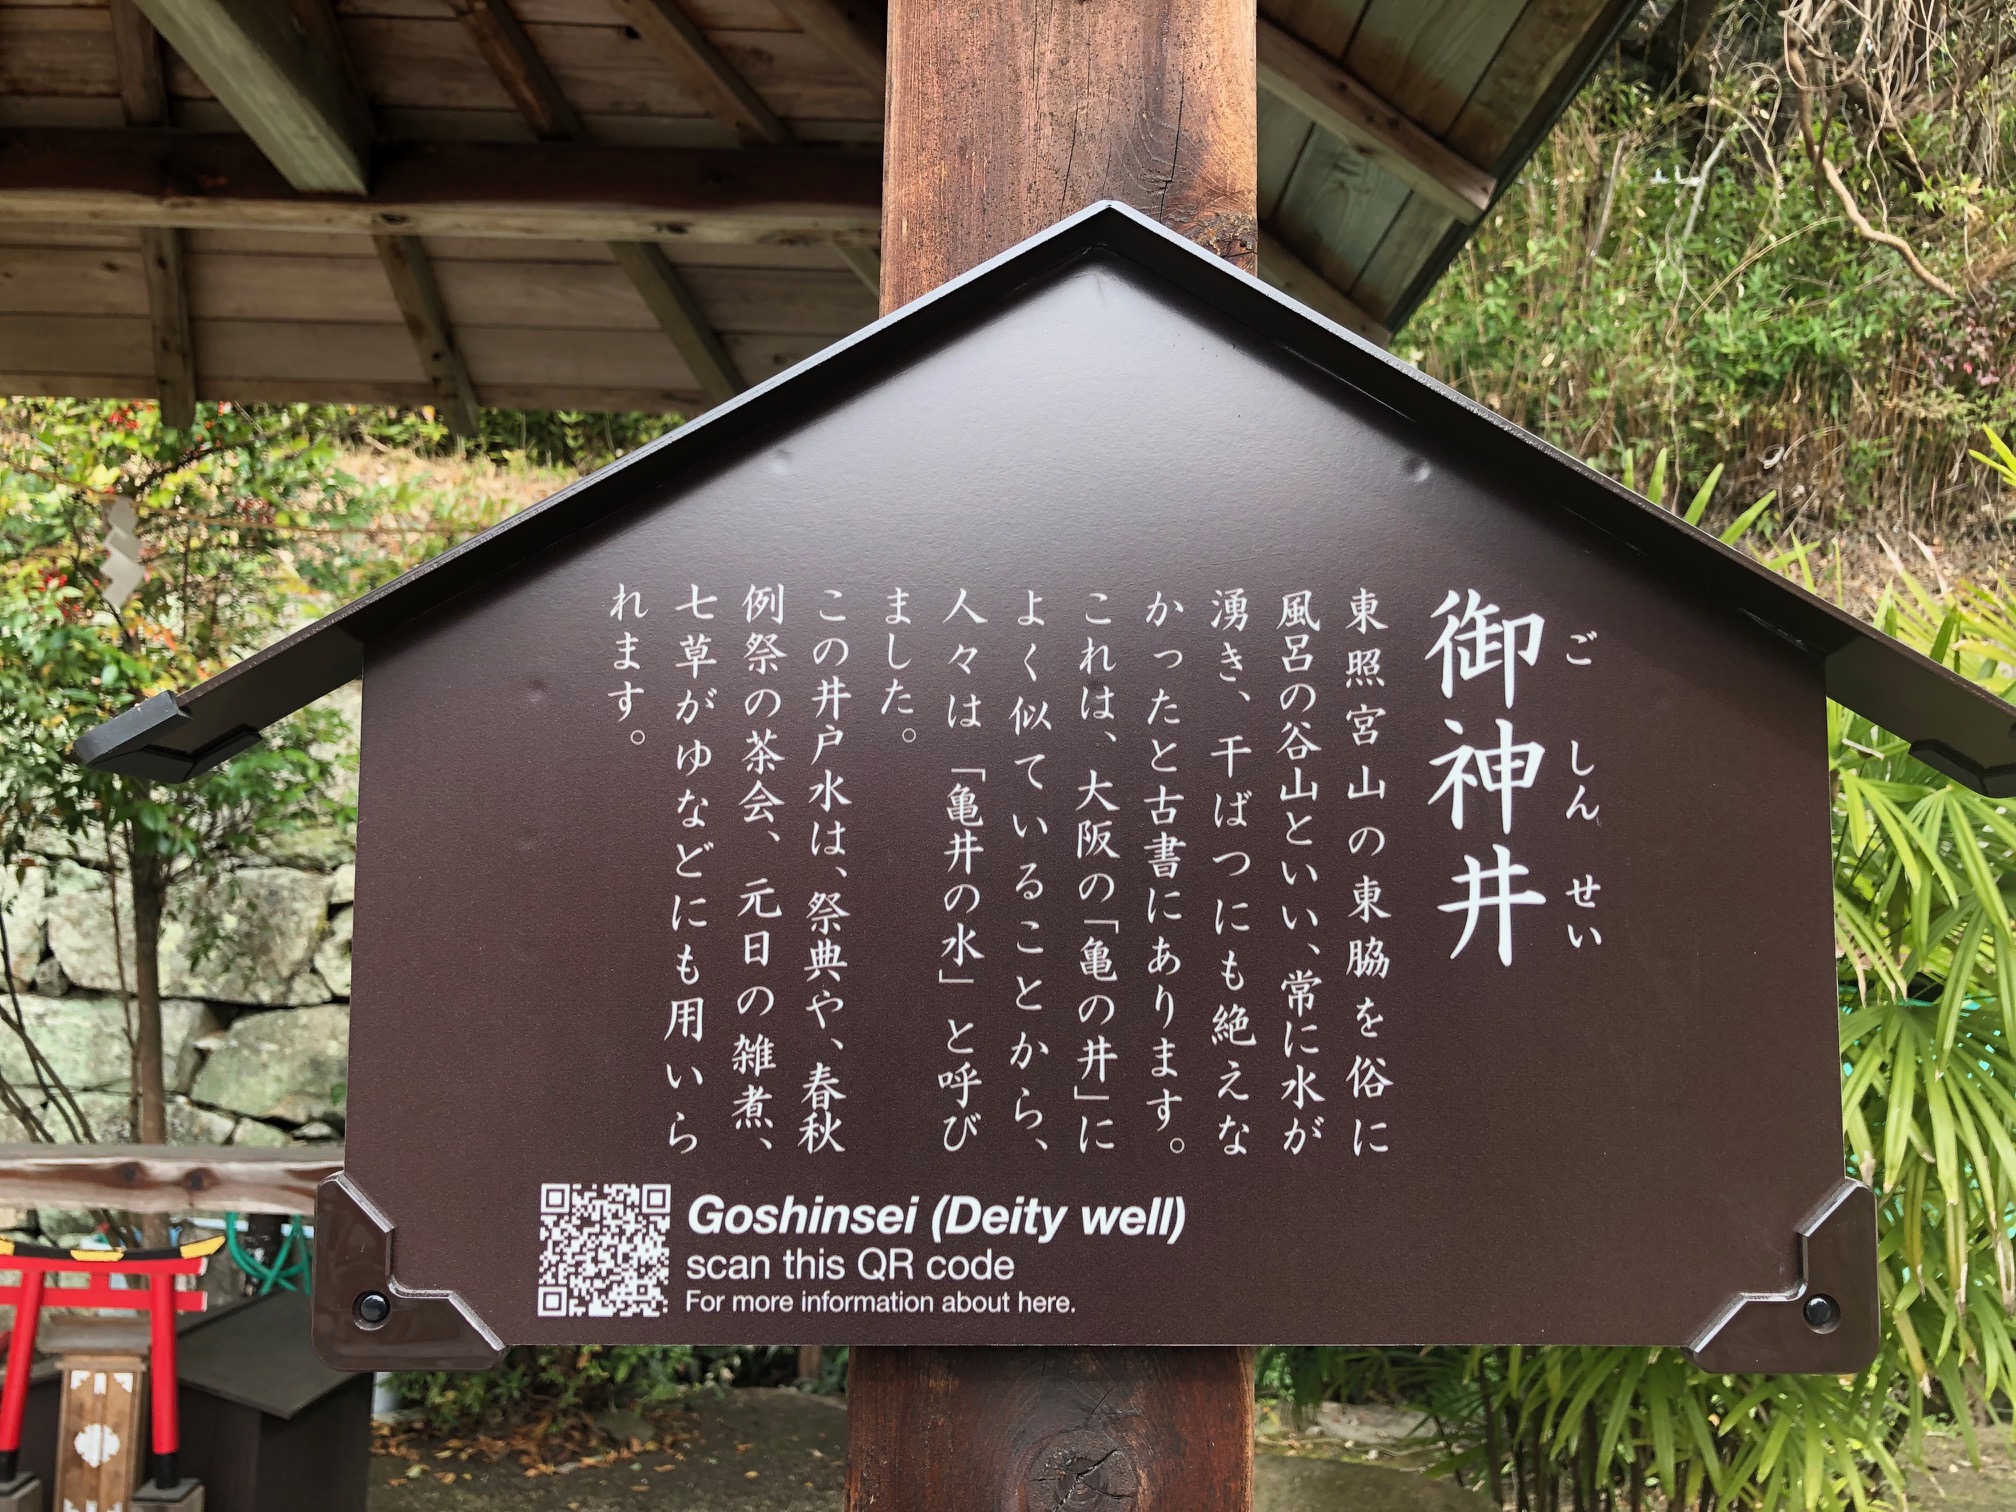 御神井
ご しん せい
東照宮山の東脇を俗に
風呂の谷山といい、常に水が
湧き、干ばつにも絶えな
かったと古書にあります。
これは、大阪の「亀の井」に
よく似ていることから、
人々は「亀井の水」と呼び
ました。
この井戸水は、祭典や、春秋
例祭の茶会、元日の雑煮、
七草がゆなどにも用いら
れます。
Goshinsei (Deity well)
scan this QR code
For more information about here.